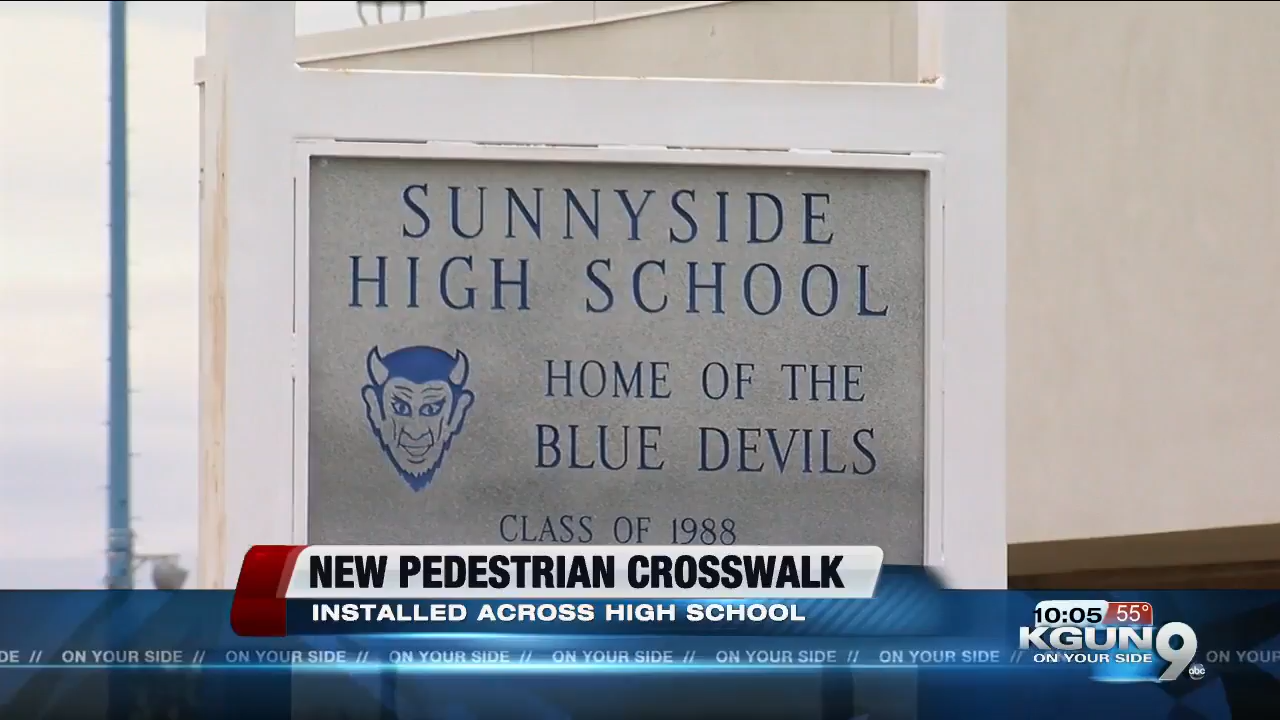 SUNNYSIDE
HIGH SCHOOL
HOME OF THE
BLUE DEVILS
CLASS OF 1988
NEW PEDESTRIAN CROSSWALK
INSTALLED ACROSS HIGH SCHOOL
10:05 55°
KGUN9
ON YOUR SIDE
abc
DE // ON YOUR SIDE // ON YOUR SIDE // ON YOUR SIDE // ON YOUR SIDE // ON YOUR SIDE // ON YOUR SIDE // ON YOUR